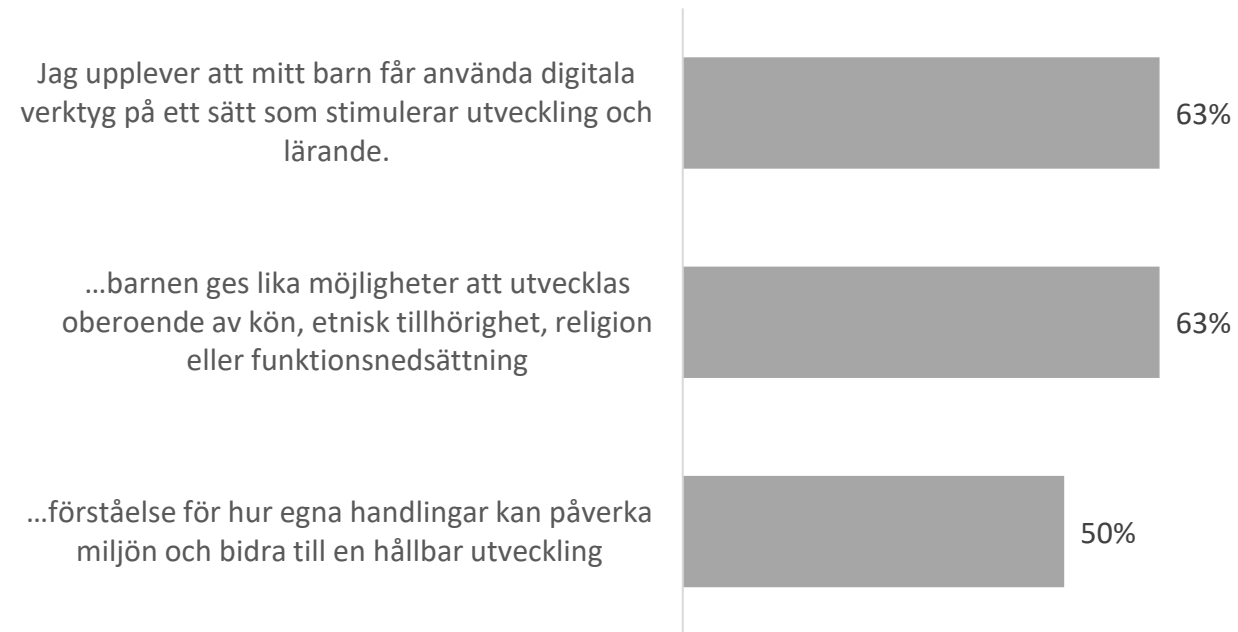 Jag upplever att mitt barn får använda digitala
verktyg på ett sätt som stimulerar utveckling och
lärande.
63%
…barnen ges lika möjligheter att utvecklas
oberoende av kön, etnisk tillhörighet, religion
eller funktionsnedsättning
63%
…förståelse för hur egna handlingar kan påverka
miljön och bidra till en hållbar utveckling
50%